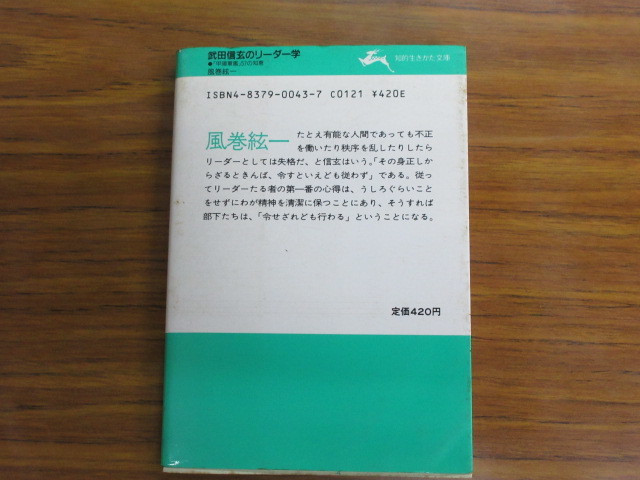 武田信玄のリーダー学
●「甲陽軍鑑」51の知恵
風巻絃一
知的生きかた文庫
ISBN4-8379-0043-7 C0121 ¥420E
風巻絃一
たとえ有能な人間であっても不正
を働いたり秩序を乱したりしたら
リーダーとしては失格だ、と信玄はいう。「その身正しか
らざるときんば、令すといえども従わず」である。従っ
てリーダーたる者の第一番の心得は、うしろぐらいこと
をせずにわが精神を清潔に保つことにあり、そうすれば
部下たちは、「令せざれども行わる」ということになる。
定価420円